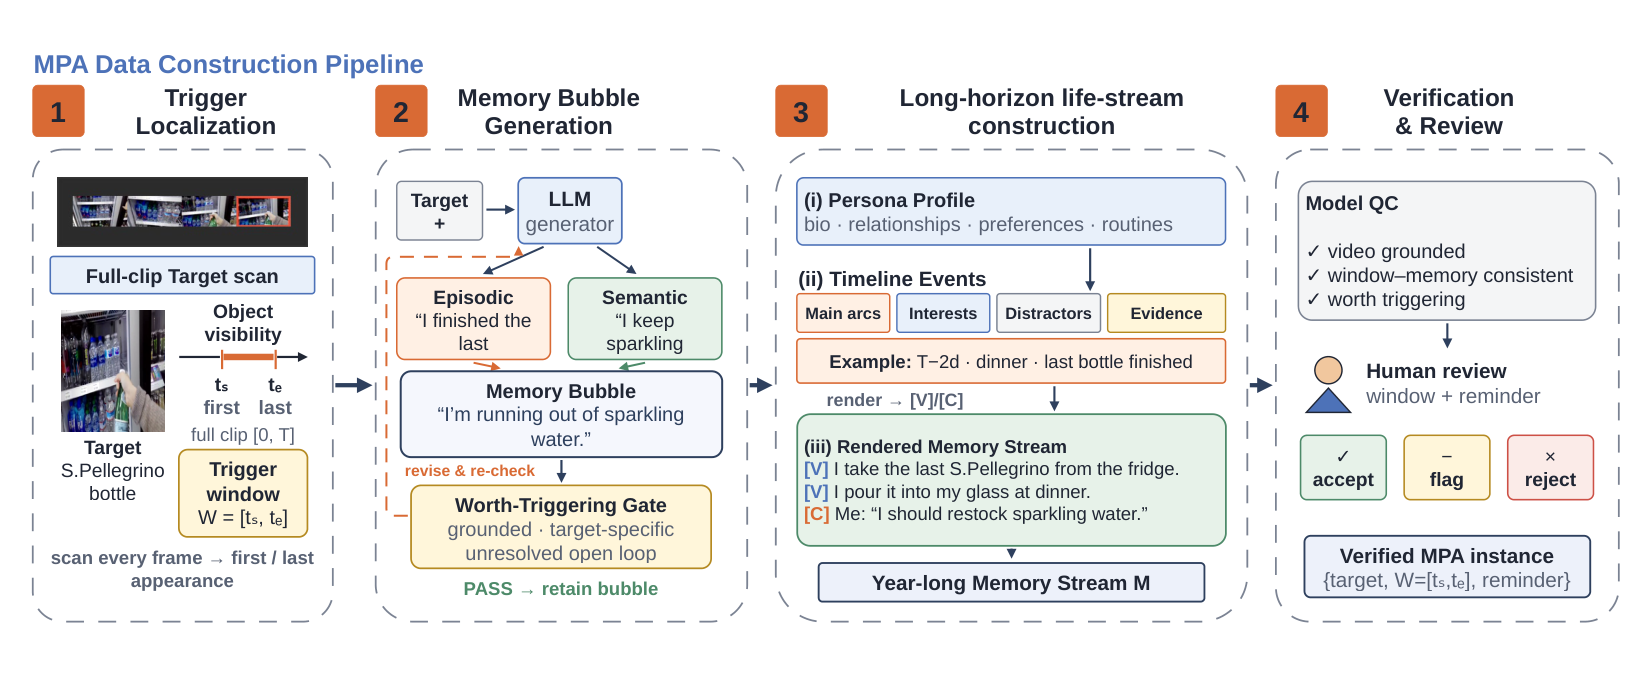 MPA Data Construction Pipeline
1
Trigger
Localization
Full-clip Target scan
Object
visibility
tₛ
tₑ
first
last
full clip [0, T]
Target
S.Pellegrino
bottle
Trigger
window
W = [tₛ, tₑ]
scan every frame → first / last
appearance
2
Memory Bubble
Generation
Target
+
LLM
generator
Episodic
“I finished the
last
Semantic
“I keep
sparkling
Memory Bubble
“I’m running out of sparkling
water.”
revise & re-check
Worth-Triggering Gate
grounded · target-specific
unresolved open loop
PASS → retain bubble
3
Long-horizon life-stream
construction
(i) Persona Profile
bio · relationships · preferences · routines
(ii) Timeline Events
Main arcs
Interests
Distractors
Evidence
Example: T−2d · dinner · last bottle finished
render → [V]/[C]
(iii) Rendered Memory Stream
[V] I take the last S.Pellegrino from the fridge.
[V] I pour it into my glass at dinner.
[C] Me: “I should restock sparkling water.”
Year-long Memory Stream M
4
Verification
& Review
Model QC
✓ video grounded
✓ window–memory consistent
✓ worth triggering
Human review
window + reminder
✓
accept
−
flag
×
reject
Verified MPA instance
{target, W=[tₛ,tₑ], reminder}